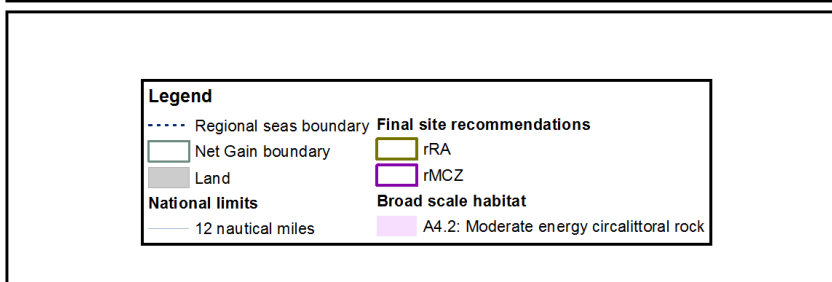 Legend
Regional seas boundary
Net Gain boundary
Land
National limits
12 nautical miles
Final site recommendations
rRA
rMCZ
Broad scale habitat
A4.2: Moderate energy circalittoral rock